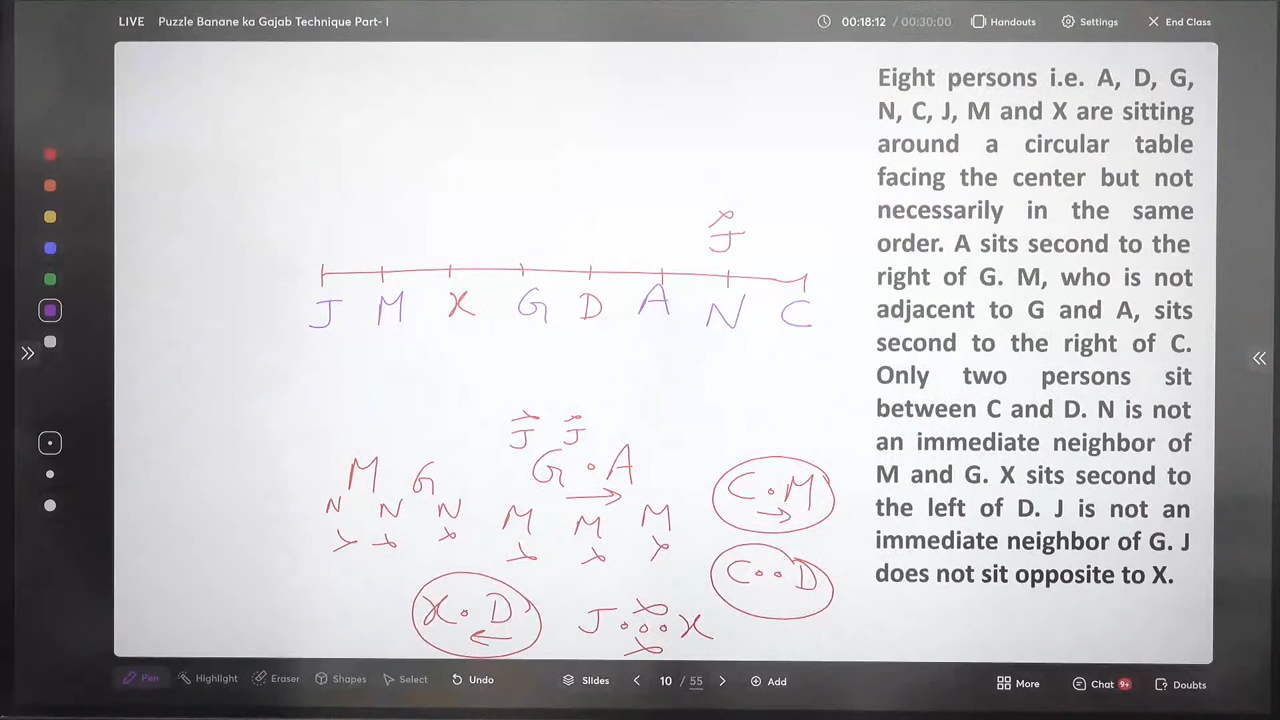 LIVE Puzzle Banane ka Gajab Technique Part- I 00:18:12 / 00:30:00 Handouts Settings End Class
Eight persons i.e. A, D, G,
N, C, J, M and X are sitting
around a circular table
facing the center but not
necessarily in the same
order. A sits second to the
right of G. M, who is not
adjacent to G and A, sits
second to the right of C.
Only two persons sit
between C and D. N is not
an immediate neighbor of
M and G. X sits second to
the left of D. J is not an
immediate neighbor of G. J
does not sit opposite to X.
J
J M X G D A N C
J J
M G G . A C . M
N N N M M M
C . . D
X . D J . . . X
Pen Highlight Eraser Shapes Select Undo Slides 10 / 55 Add More Chat 9+ Doubts